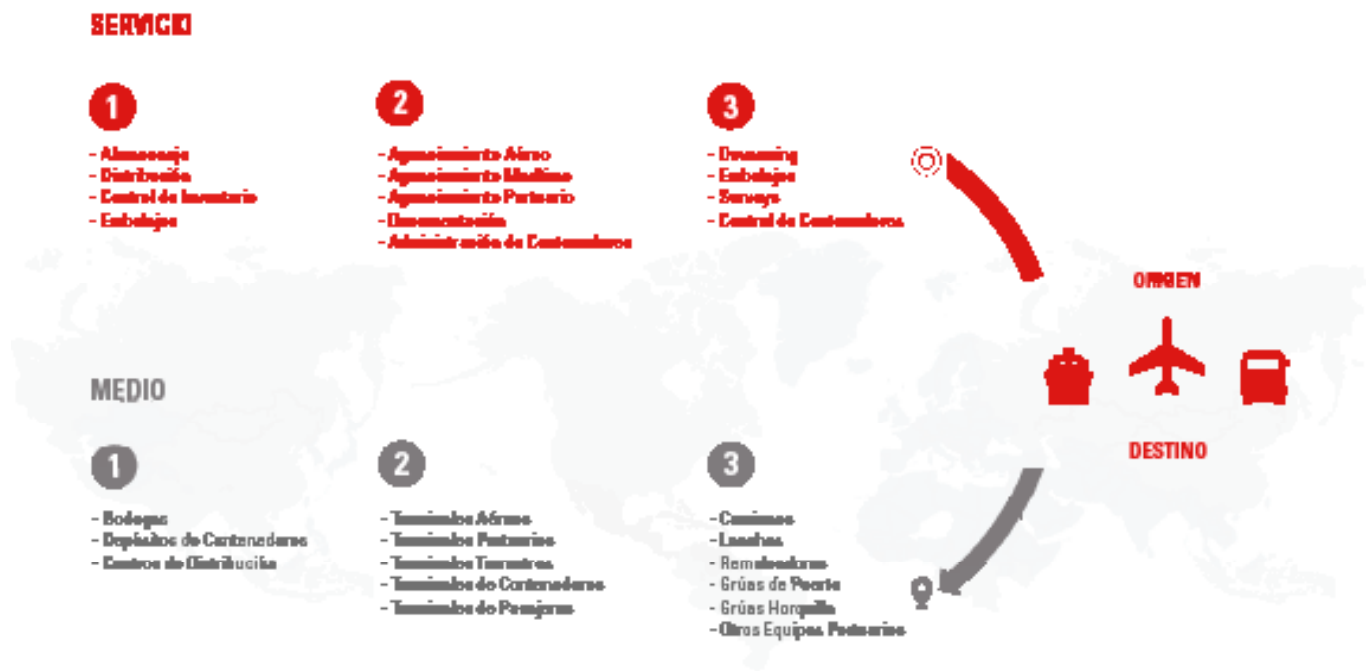 SERVICIO
1
- Almacenaje
- Distribución
- Control de Inventario
- Embalajes
2
- Agenciamiento Aéreo
- Agenciamiento Marítimo
- Agenciamiento Portuario
- Documentación
- Administración de Contenedores
3
- Embalajes
- Surveys
- Control de Contenedores
ORIGEN
DESTINO
MEDIO
1
- Bodegas
- Depósitos de Contenedores
- Centros de Distribución
2
- Terminales Aéreos
- Terminales Portuarios
- Terminales Terrestres
- Terminales de Contenedores
- Terminales de Pasajeros
3
- Camiones
- Lanchas
- Remolcadores
- Grúas de Puerto
- Grúas Horquilla
- Otros Equipos Portuarios